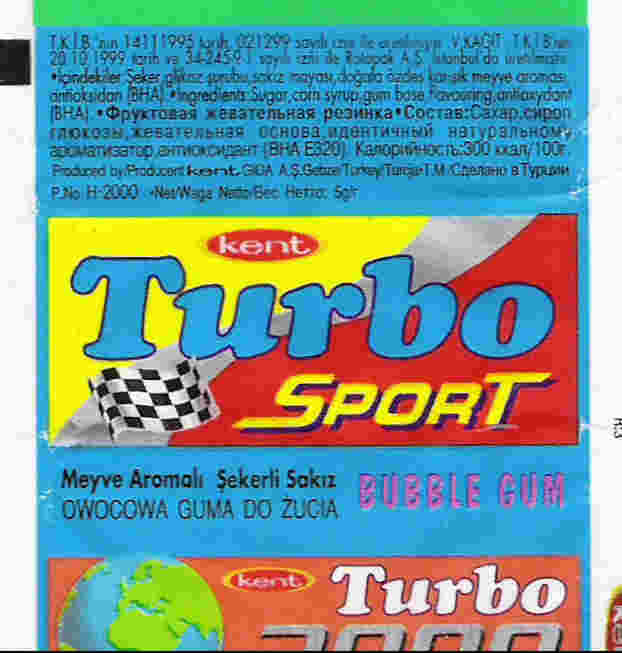 T.K.İ.B.'nin 14.11.1995 tarih, 021299 sayılı izni ile üretilmiştir. V.KAĞIT T.K.İ.B'nin
20.10.1999 tarih ve 34-2459-1 sayılı izni ile Rotopak A.Ş. İstanbul'da üretilmiştir.
•İçindekiler:Şeker,glikoz şurubu,sakız mayası,doğala özdeş karışık meyve aroması,
antioksidan (BHA).•Ingredients:Sugar,corn syrup,gum base,flavouring,antioxydant
(BHA).•Фруктовая жевательная резинка•Состав:Сахар,сироп
глюкозы,жевательная основа,идентичный натуральному
ароматизатор,антиоксидант (BHA E320). Калорийность:300 ккал/100г.
Produced by/Producent kent GIDA A.Ş.Gebze/Turkey/Turcja-T.M./Сделано в Турции
P.No H-2000 •Net/Waga Netto/Вес Нетто: 5g/г
kent
Turbo
SPORT
Meyve Aromalı Şekerli Sakız
OWOCOWA GUMA DO ŻUCIA
BUBBLE GUM
kent
Turbo
2000